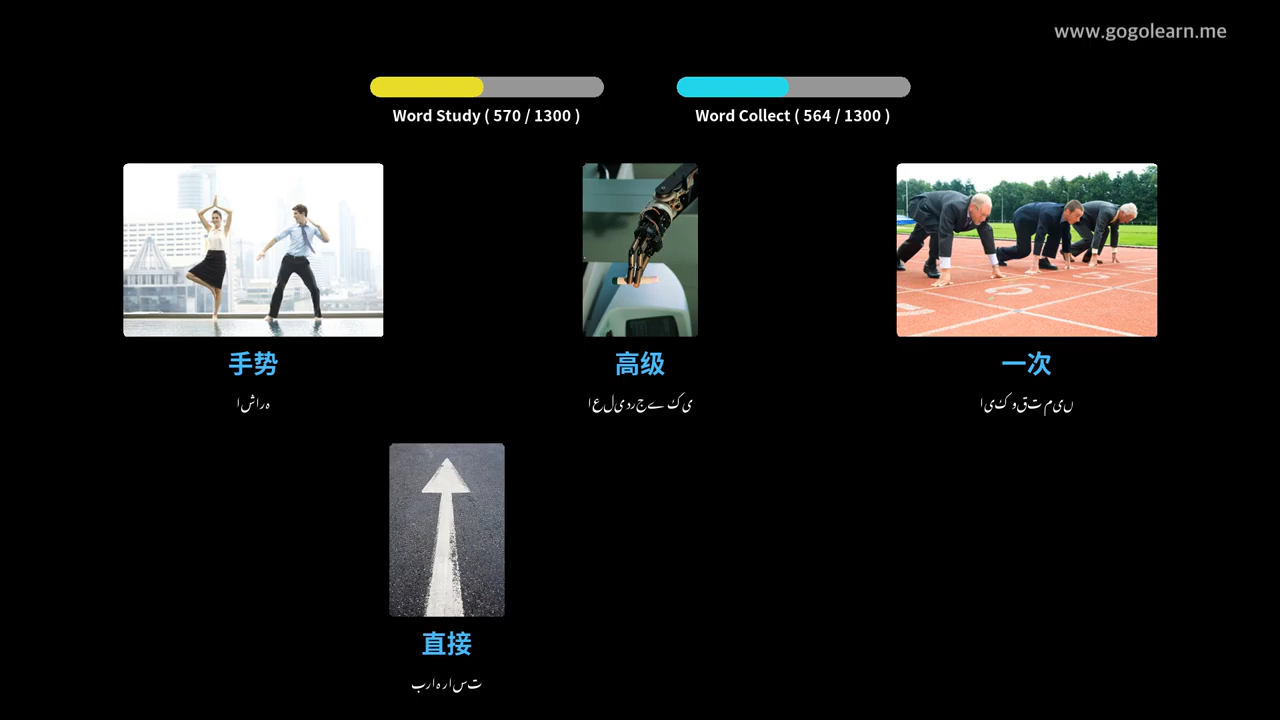 www.gogolearn.me
Word Study ( 570 / 1300 )
Word Collect ( 564 / 1300 )
手势
اشارہ
高级
اعلی درجے کی
一次
ایک وقت میں
直接
براہ راست